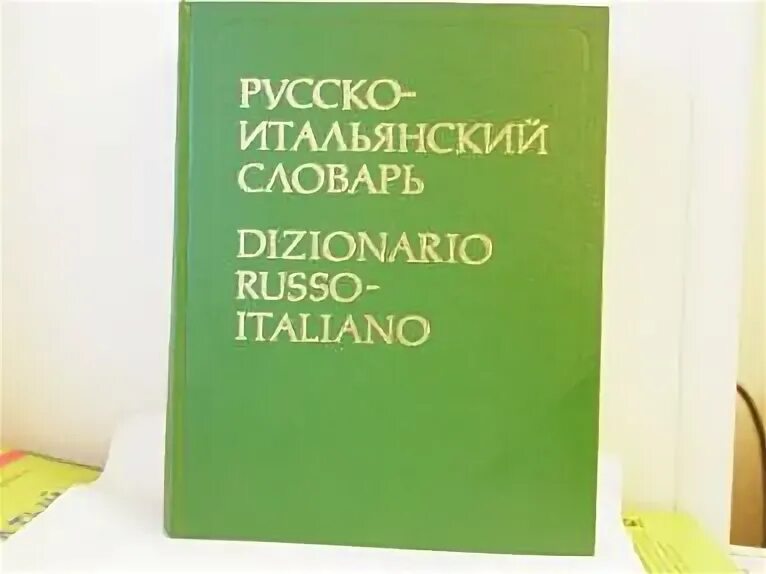 РУССКО-
ИТАЛЬЯНСКИЙ
СЛОВАРЬ
DIZIONARIO
RUSSO-
ITALIANO